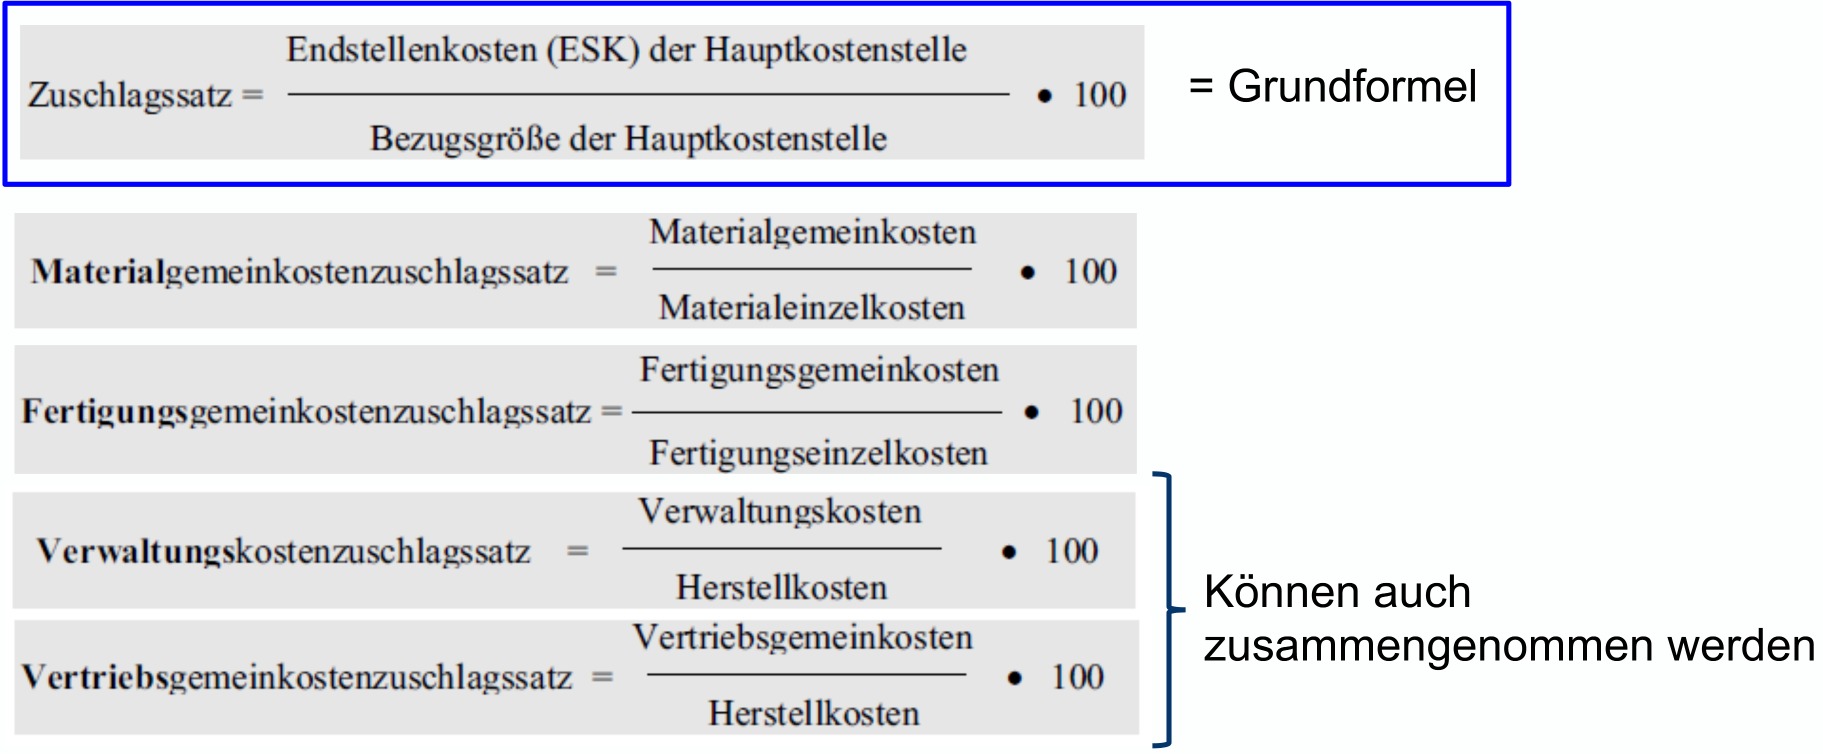 Endstellenkosten (ESK) der Hauptkostenstelle
Zuschlagssatz = • 100 = Grundformel
Bezugsgröße der Hauptkostenstelle
Materialgemeinkosten
Materialgemeinkostenzuschlagssatz = • 100
Materialeinzelkosten
Fertigungsgemeinkosten
Fertigungsgemeinkostenzuschlagssatz = • 100
Fertigungseinzelkosten
Verwaltungskosten
Verwaltungskostenzuschlagssatz = • 100
Herstellkosten
Vertriebsgemeinkosten
Vertriebsgemeinkostenzuschlagssatz = • 100
Herstellkosten
Können auch
zusammengenommen werden